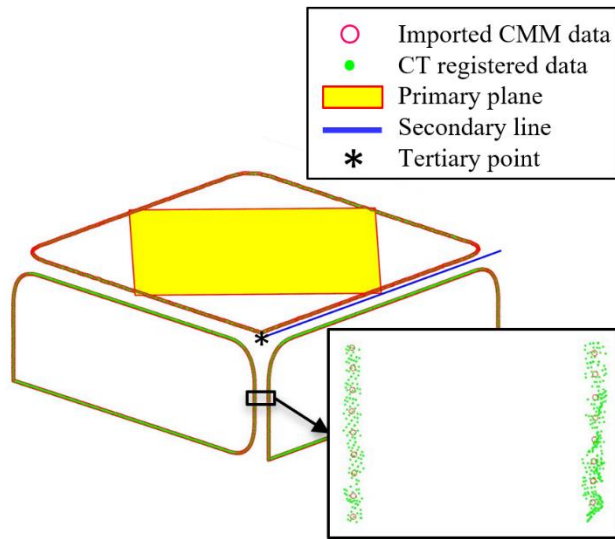 Imported CMM data
CT registered data
Primary plane
Secondary line
Tertiary point